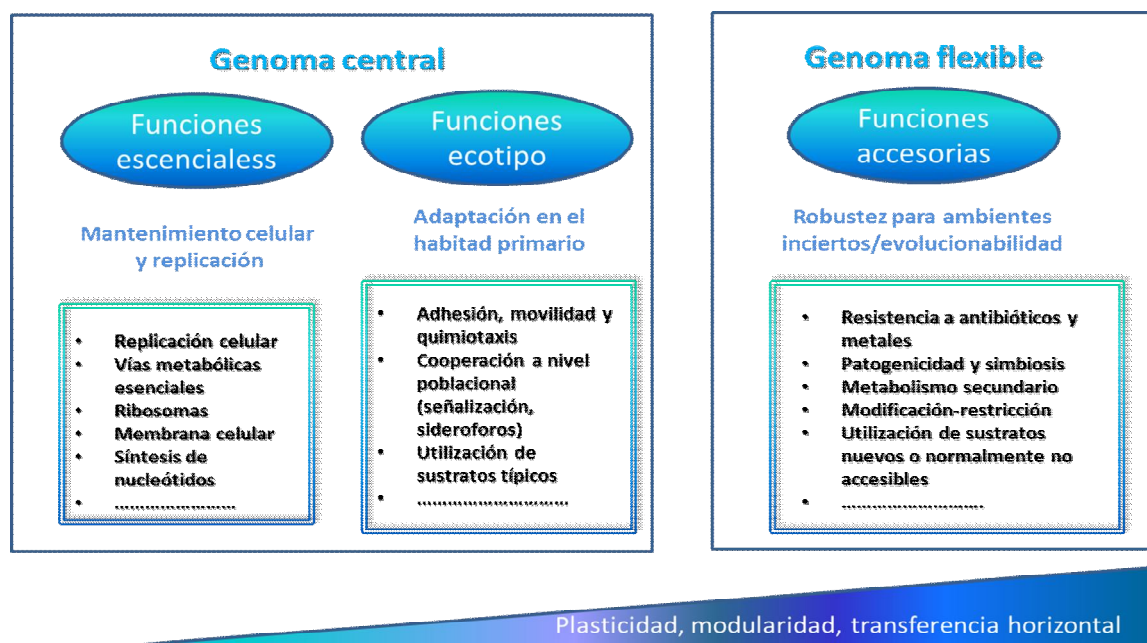 Genoma central
Funciones
escencialess
Funciones
ecotipo
Mantenimiento celular
y replicación
Adaptación en el
habitad primario
• Replicación celular
• Vías metabólicas
esenciales
• Ribosomas
• Membrana celular
• Síntesis de
nucleótidos
• ........................
• Adhesión, movilidad y
quimiotaxis
• Cooperación a nivel
poblacional
(señalización,
sideroforos)
• Utilización de
sustratos típicos
• ..............................
Genoma flexible
Funciones
accesorias
Robustez para ambientes
inciertos/evolucionabilidad
• Resistencia a antibióticos y
metales
• Patogenicidad y simbiosis
• Metabolismo secundario
• Modificación-restricción
• Utilización de sustratos
nuevos o normalmente no
accesibles
• ............................
Plasticidad, modularidad, transferencia horizontal